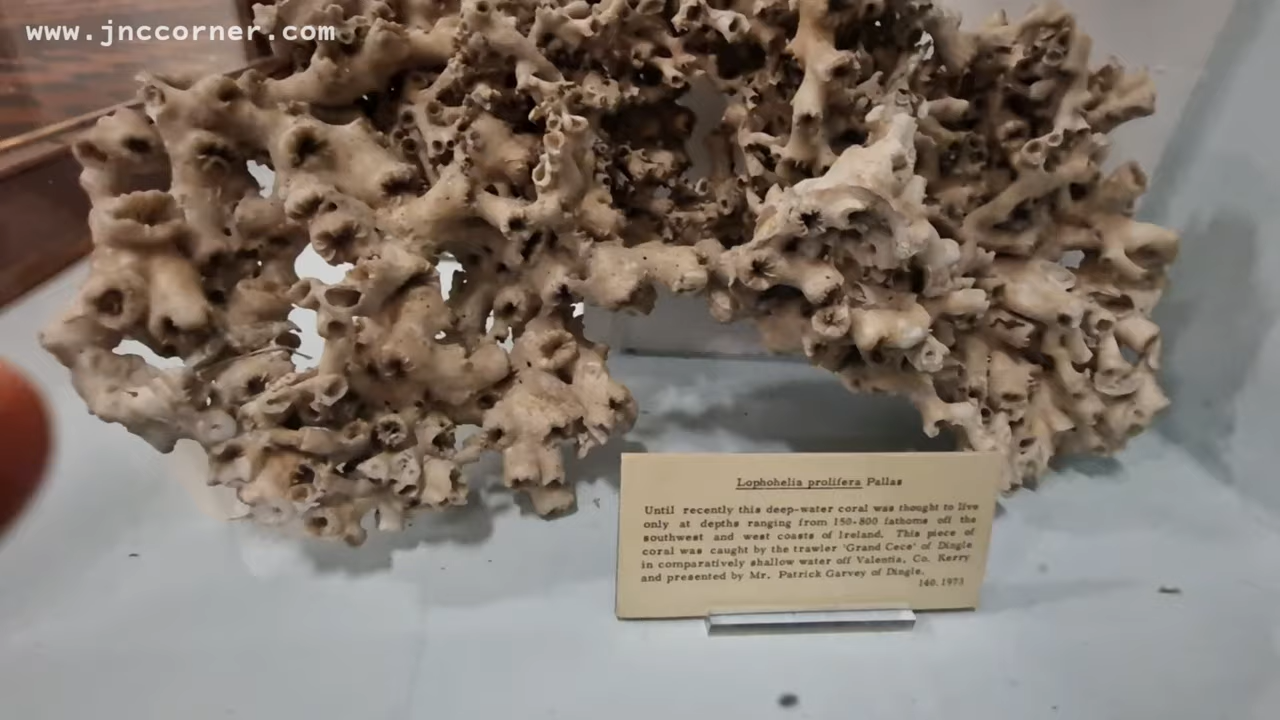 www.jnccorner.com
Lophohelia prolifera Pallas
Until recently this deep-water coral was thought to live
only at depths ranging from 150-800 fathoms off the
southwest and west coasts of Ireland. This piece of
coral was caught by the trawler 'Grand Cece' of Dingle
in comparatively shallow water off Valentia, Co. Kerry
and presented by Mr. Patrick Garvey of Dingle.
140.1973